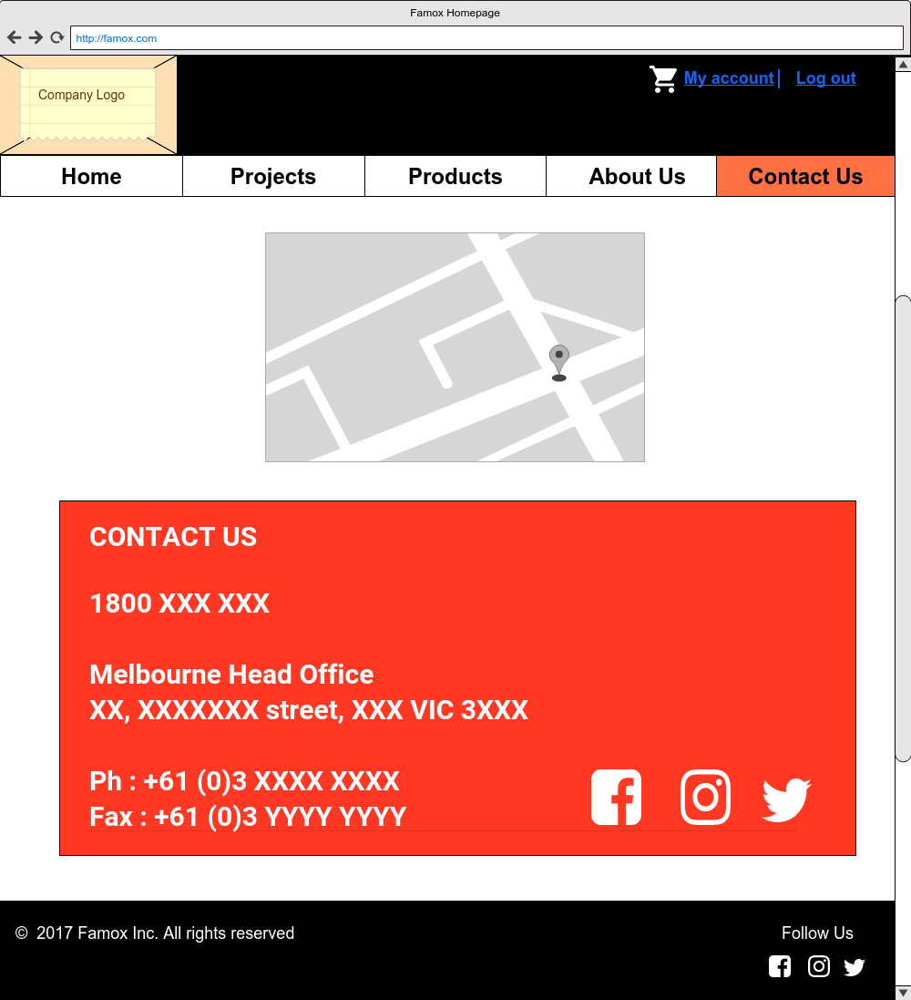 Famox Homepage
http://famox.com
Company Logo
My account
Log out
Home
Projects
Products
About Us
Contact Us
CONTACT US
1800 XXX XXX
Melbourne Head Office
XX, XXXXXXX street, XXX VIC 3XXX
Ph : +61 (0)3 XXXX XXXX
Fax : +61 (0)3 YYYY YYYY
© 2017 Famox Inc. All rights reserved
Follow Us